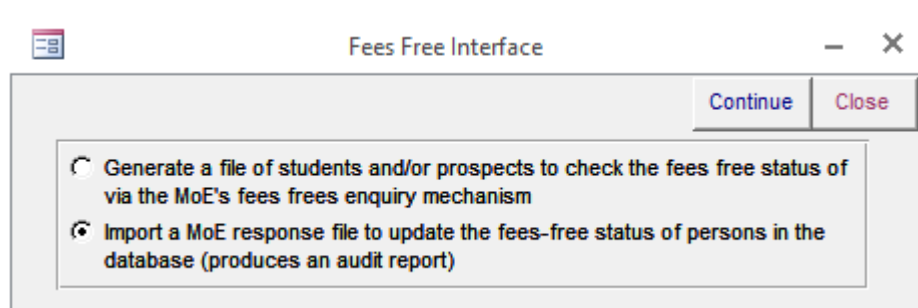 Fees Free Interface
Continue Close
Generate a file of students and/or prospects to check the fees free status of
via the MoE's fees frees enquiry mechanism
Import a MoE response file to update the fees-free status of persons in the
database (produces an audit report)